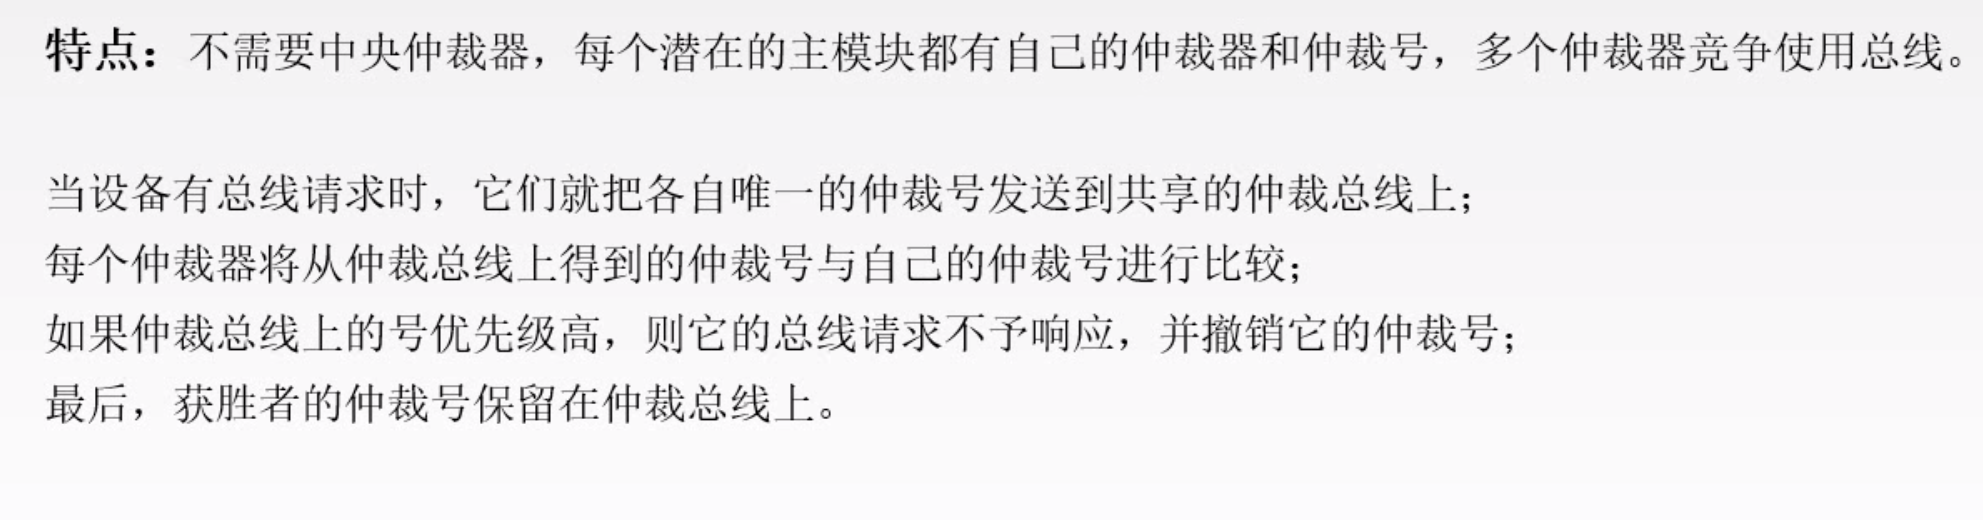 特点：不需要中央仲裁器，每个潜在的主模块都有自己的仲裁器和仲裁号，多个仲裁器竞争使用总线。
当设备有总线请求时，它们就把各自唯一的仲裁号发送到共享的仲裁总线上；
每个仲裁器将从仲裁总线上得到的仲裁号与自己的仲裁号进行比较；
如果仲裁总线上的号优先级高，则它的总线请求不予响应，并撤销它的仲裁号；
最后，获胜者的仲裁号保留在仲裁总线上。